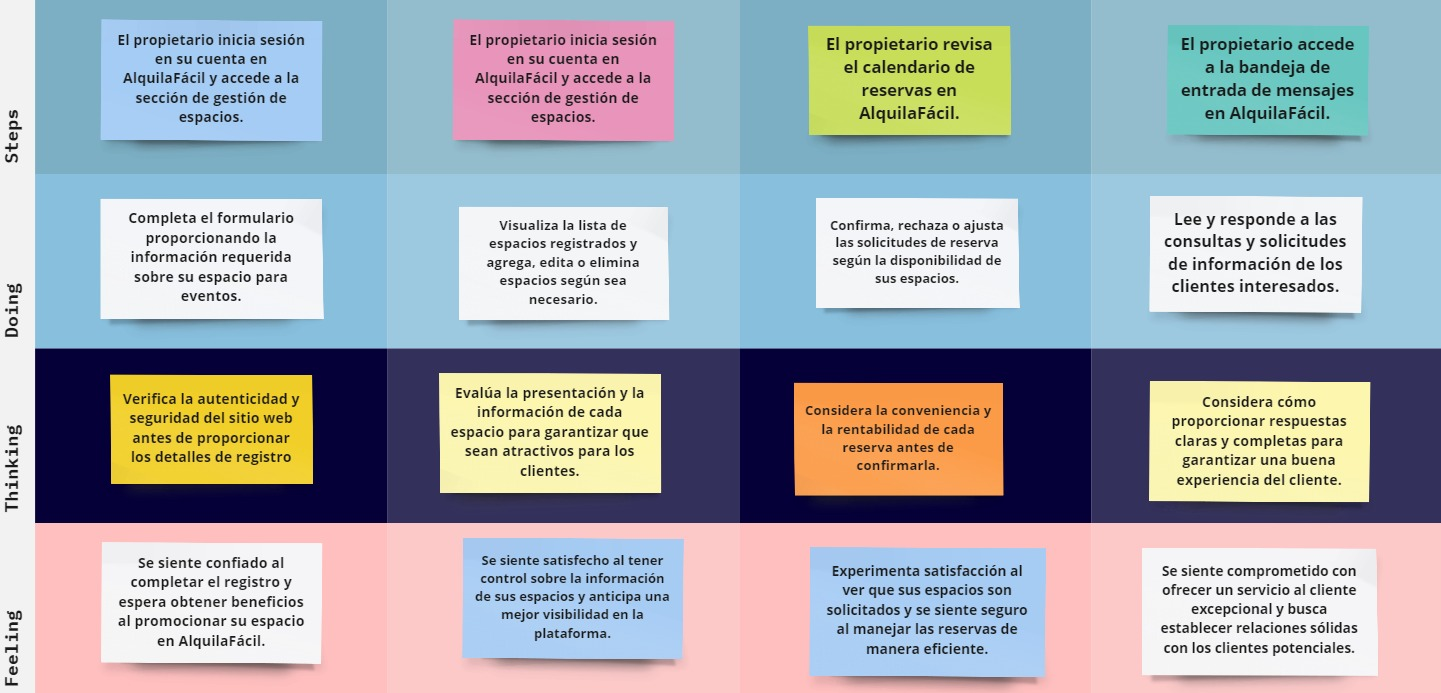 Steps
El propietario inicia sesión
en su cuenta en
AlquilaFácil y accede a la
sección de gestión de
espacios.
El propietario inicia sesión
en su cuenta en
AlquilaFácil y accede a la
sección de gestión de
espacios.
El propietario revisa
el calendario de
reservas en
AlquilaFácil.
El propietario accede
a la bandeja de
entrada de mensajes
en AlquilaFácil.
Doing
Completa el formulario
proporcionando la
información requerida
sobre su espacio para
eventos.
Visualiza la lista de
espacios registrados y
agrega, edita o elimina
espacios según sea
necesario.
Confirma, rechaza o ajusta
las solicitudes de reserva
según la disponibilidad de
sus espacios.
Lee y responde a las
consultas y solicitudes
de información de los
clientes interesados.
Thinking
Verifica la autenticidad y
seguridad del sitio web
antes de proporcionar
los detalles de registro
Evalúa la presentación y la
información de cada
espacio para garantizar que
sean atractivos para los
clientes.
Considera la conveniencia y
la rentabilidad de cada
reserva antes de
confirmarla.
Considera cómo
proporcionar respuestas
claras y completas para
garantizar una buena
experiencia del cliente.
Feeling
Se siente confiado al
completar el registro y
espera obtener beneficios
al promocionar su espacio
en AlquilaFácil.
Se siente satisfecho al tener
control sobre la información
de sus espacios y anticipa una
mejor visibilidad en la
plataforma.
Experimenta satisfacción al
ver que sus espacios son
solicitados y se siente seguro
al manejar las reservas de
manera eficiente.
Se siente comprometido con
ofrecer un servicio al cliente
excepcional y busca
establecer relaciones sólidas
con los clientes potenciales.